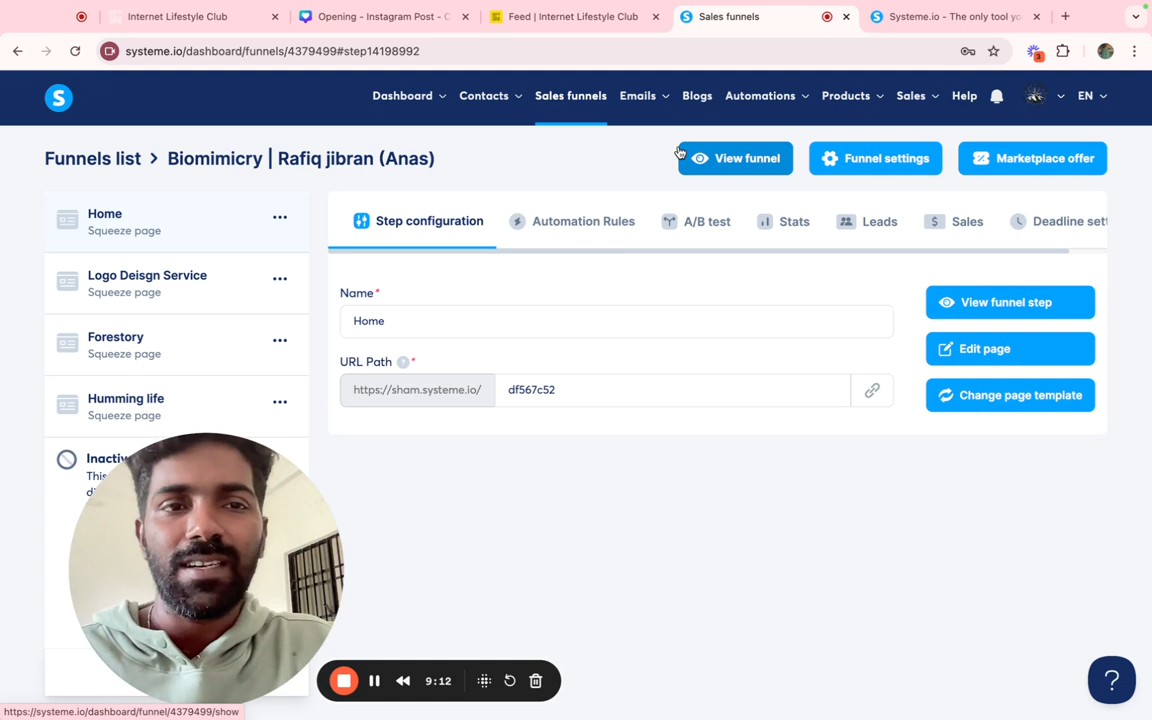 Internet Lifestyle Club
Opening - Instagram Post - C
Feed | Internet Lifestyle Club
Sales funnels
Systeme.io - The only tool yo
systeme.io/dashboard/funnels/4379499#step14198992
3
S
Dashboard
Contacts
Sales funnels
Emails
Blogs
Automations
Products
Sales
Help
EN
Funnels list > Biomimicry | Rafiq jibran (Anas)
View funnel
Funnel settings
Marketplace offer
Home
Squeeze page
Logo Deisgn Service
Squeeze page
Forestory
Squeeze page
Humming life
Squeeze page
Inactiv
This
Step configuration
Automation Rules
A/B test
Stats
Leads
$
Sales
Deadline sett
Name*
Home
URL Path ? *
https://sham.systeme.io/
df567c52
View funnel step
Edit page
Change page template
9:12
?
https://systeme.io/dashboard/funnel/4379499/show